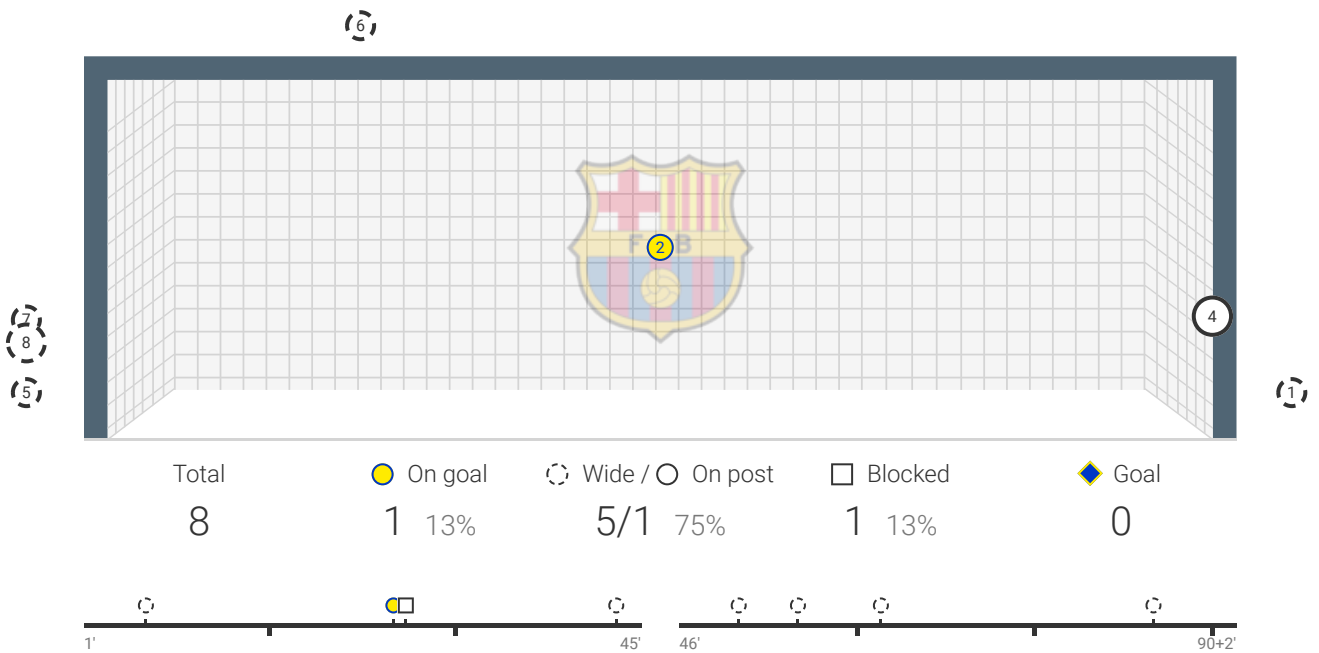 6
F 2 B
7
4
8
5
1
Total
On goal
Wide / On post
Blocked
Goal
8
1 13%
5/1 75%
1 13%
0
1' 45' 46' 90+2'